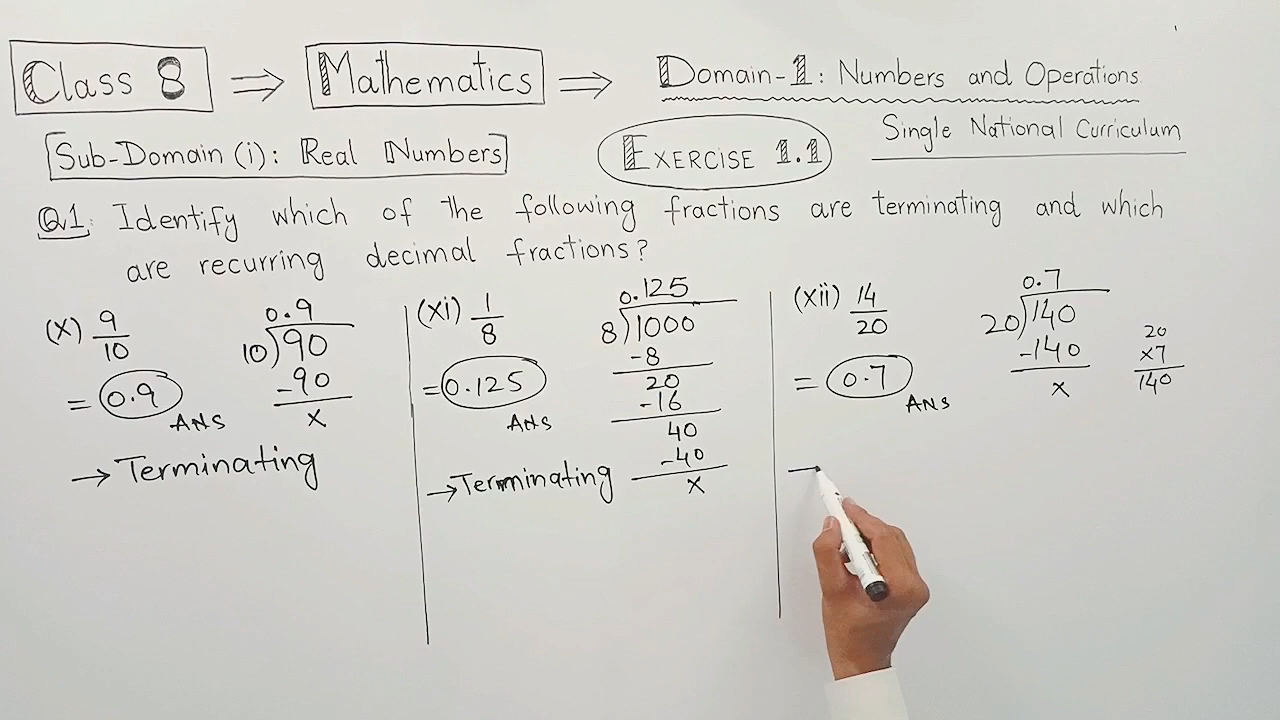 Class 8 ⇒ Mathematics ⇒ Domain-1: Numbers and Operations
Sub-Domain (i): Real Numbers
EXERCISE 1.1
Single National Curriculum
Q1: Identify which of the following fractions are terminating and which
are recurring decimal fractions?
(x) 9/10
= 0.9 ANS
→ Terminating
0.9
10)90
-90
x
(xi) 1/8
= 0.125 ANS
→ Terminating
0.125
8)1000
-8
20
-16
40
-40
x
(xii) 14/20
= 0.7 ANS
0.7
20)140
-140
x
20
x7
140